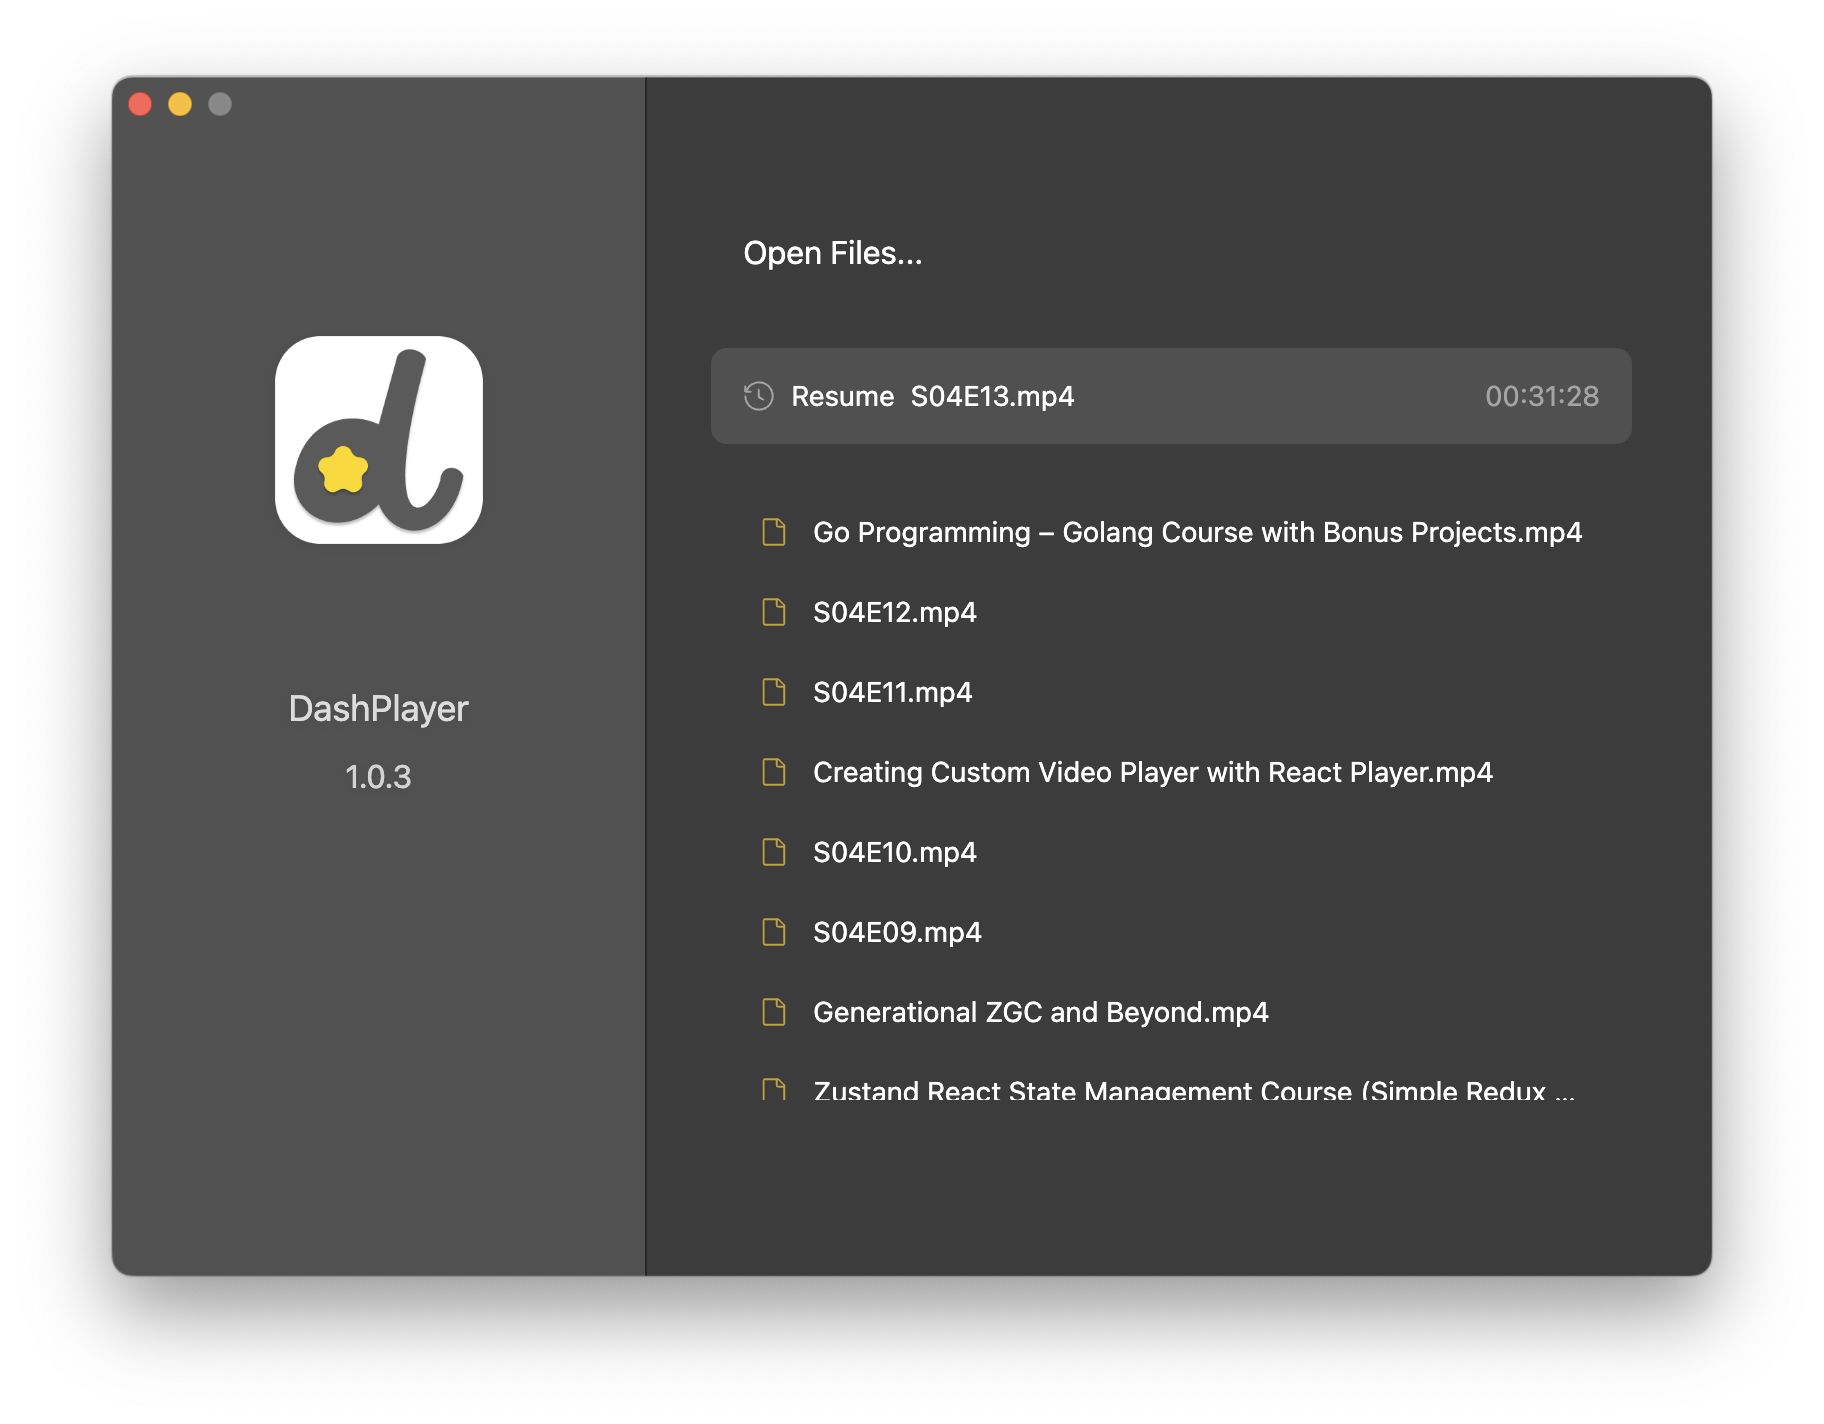 Open Files...
Resume S04E13.mp4 00:31:28
Go Programming – Golang Course with Bonus Projects.mp4
S04E12.mp4
S04E11.mp4
Creating Custom Video Player with React Player.mp4
S04E10.mp4
S04E09.mp4
Generational ZGC and Beyond.mp4
Zustand React State Management Course (Simple Redux ...
d
DashPlayer
1.0.3